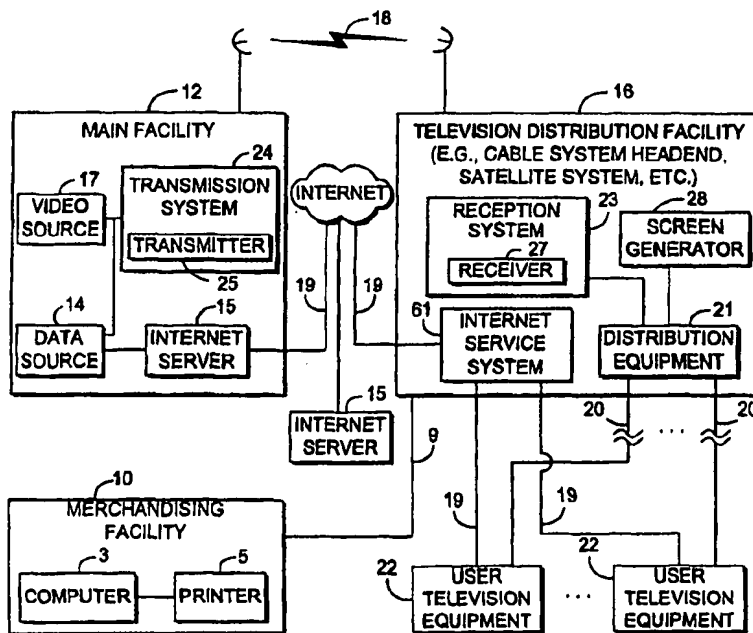 18
12
MAIN FACILITY
24
17
VIDEO
SOURCE
TRANSMISSION
SYSTEM
TRANSMITTER
25
14
15
DATA
SOURCE
INTERNET
SERVER
INTERNET
19
19
15
INTERNET
SERVER
16
TELEVISION DISTRIBUTION FACILITY
(E.G., CABLE SYSTEM HEADEND,
SATELLITE SYSTEM, ETC.)
RECEPTION
SYSTEM
23
27
RECEIVER
28
SCREEN
GENERATOR
61
INTERNET
SERVICE
SYSTEM
21
DISTRIBUTION
EQUIPMENT
20
...
20
9
19
19
10
MERCHANDISING
FACILITY
3
5
COMPUTER
PRINTER
22
USER
TELEVISION
EQUIPMENT
...
22
USER
TELEVISION
EQUIPMENT